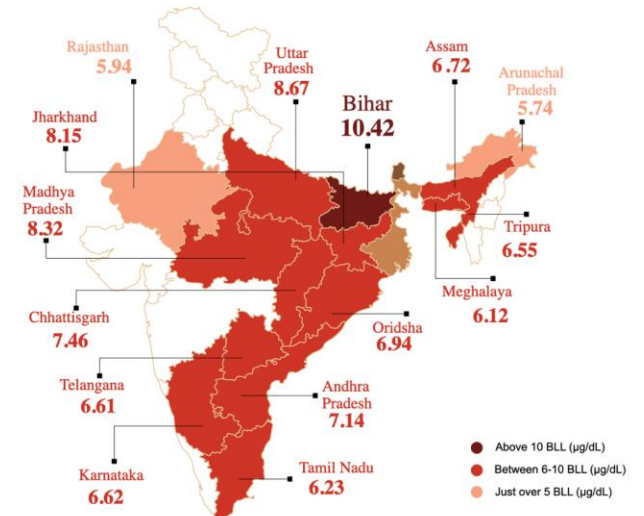 Rajasthan
5.94
Uttar
Pradesh
8.67
Assam
6.72
Arunachal
Pradesh
5.74
Jharkhand
8.15
Bihar
10.42
Madhya
Pradesh
8.32
Tripura
6.55
Meghalaya
6.12
Chhattisgarh
7.46
Oridsha
6.94
Telangana
6.61
Andhra
Pradesh
7.14
Karnataka
6.62
Tamil Nadu
6.23
Above 10 BLL (µg/dL)
Between 6-10 BLL (µg/dL)
Just over 5 BLL (µg/dL)